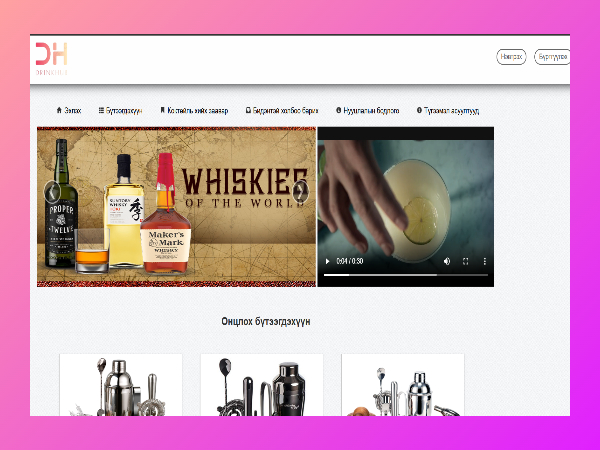 DH
Нэвтрэх
Бүртгүүлэх
Эхлэх
Бүтээгдэхүүн
Коктейль хийх заавар
Бидэнтэй холбоо барих
Нууцлалын бодлого
Түгээмэл асуултууд
WHISKIES
OF THE WORLD
PROPER
TWELVE
SUNTORY
WHISKY
季
Maker's
Mark
WHISKY
0:04 / 0:30
Онцлох бүтээгдэхүүн